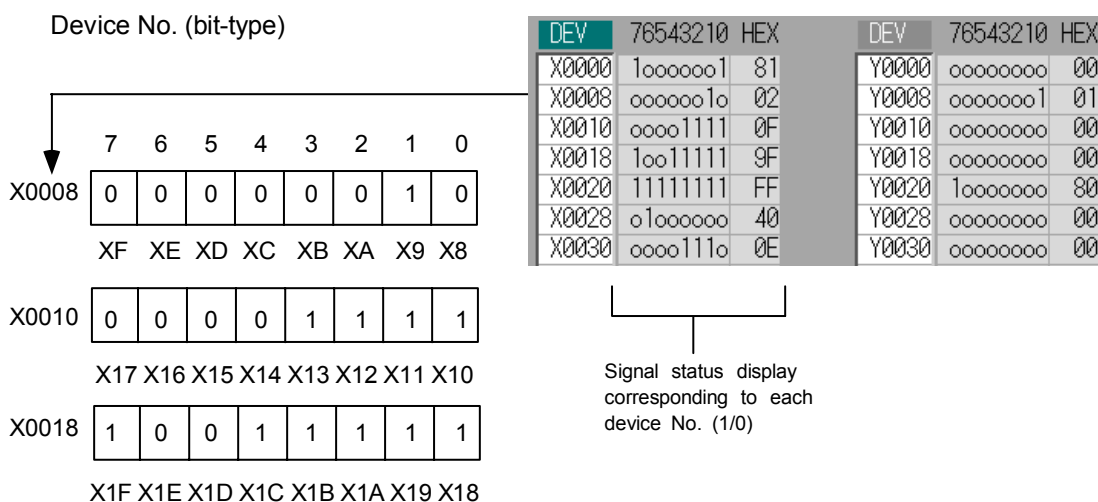 Device No. (bit-type)
7 6 5 4 3 2 1 0
X0008 0 0 0 0 0 0 1 0
XF XE XD XC XB XA X9 X8
X0010 0 0 0 0 1 1 1 1
X17 X16 X15 X14 X13 X12 X11 X10
X0018 1 0 0 1 1 1 1 1
X1F X1E X1D X1C X1B X1A X19 X18
DEV 76543210 HEX DEV 76543210 HEX
X0000 1oooooo1 81 Y0000 oooooooo 00
X0008 oooooo1o 02 Y0008 ooooooo1 01
X0010 oooo1111 0F Y0010 oooooooo 00
X0018 1oo11111 9F Y0018 oooooooo 00
X0020 11111111 FF Y0020 1ooooooo 80
X0028 o1oooooo 40 Y0028 oooooooo 00
X0030 oooo111o 0E Y0030 oooooooo 00
Signal status display
corresponding to each
device No. (1/0)